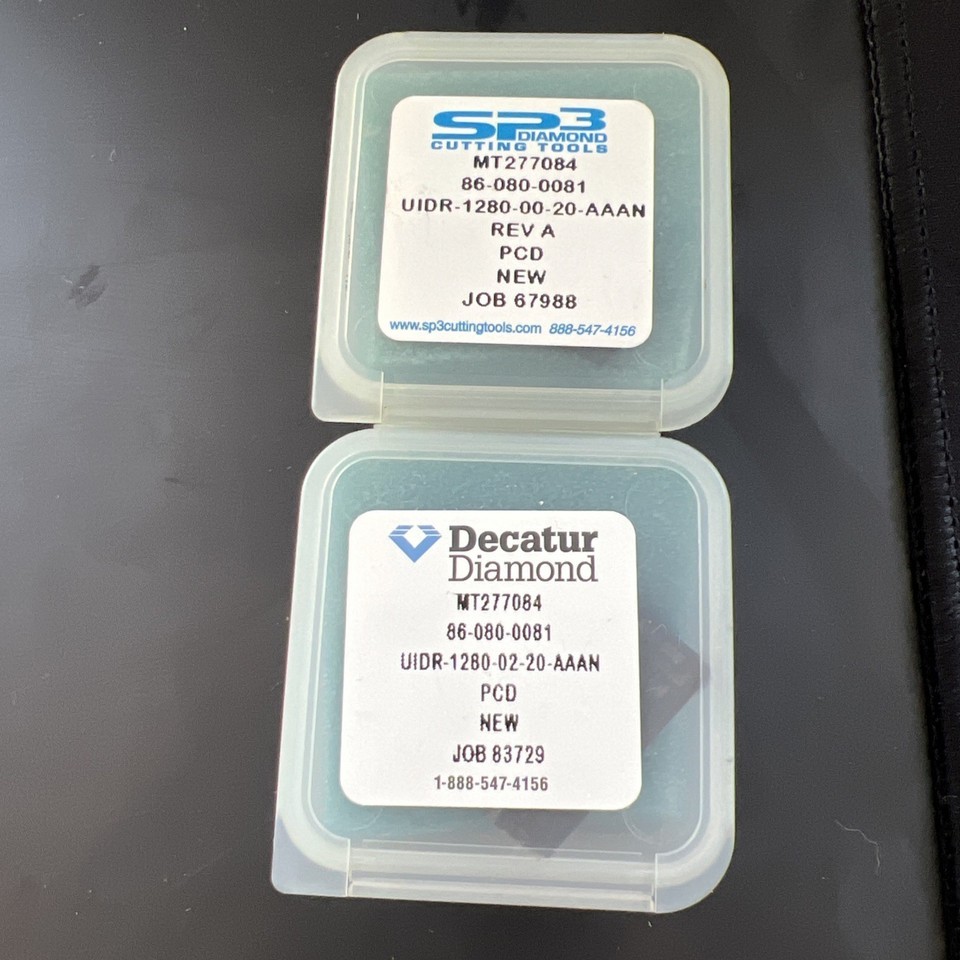 SP3
DIAMOND
CUTTING TOOLS
MT277084
86-080-0081
UIDR-1280-00-20-AAAN
REV A
PCD
NEW
JOB 67988
www.sp3cuttingtools.com 888-547-4156
Decatur
Diamond
MT277084
86-080-0081
UIDR-1280-02-20-AAAN
PCD
NEW
JOB 83729
1-888-547-4156